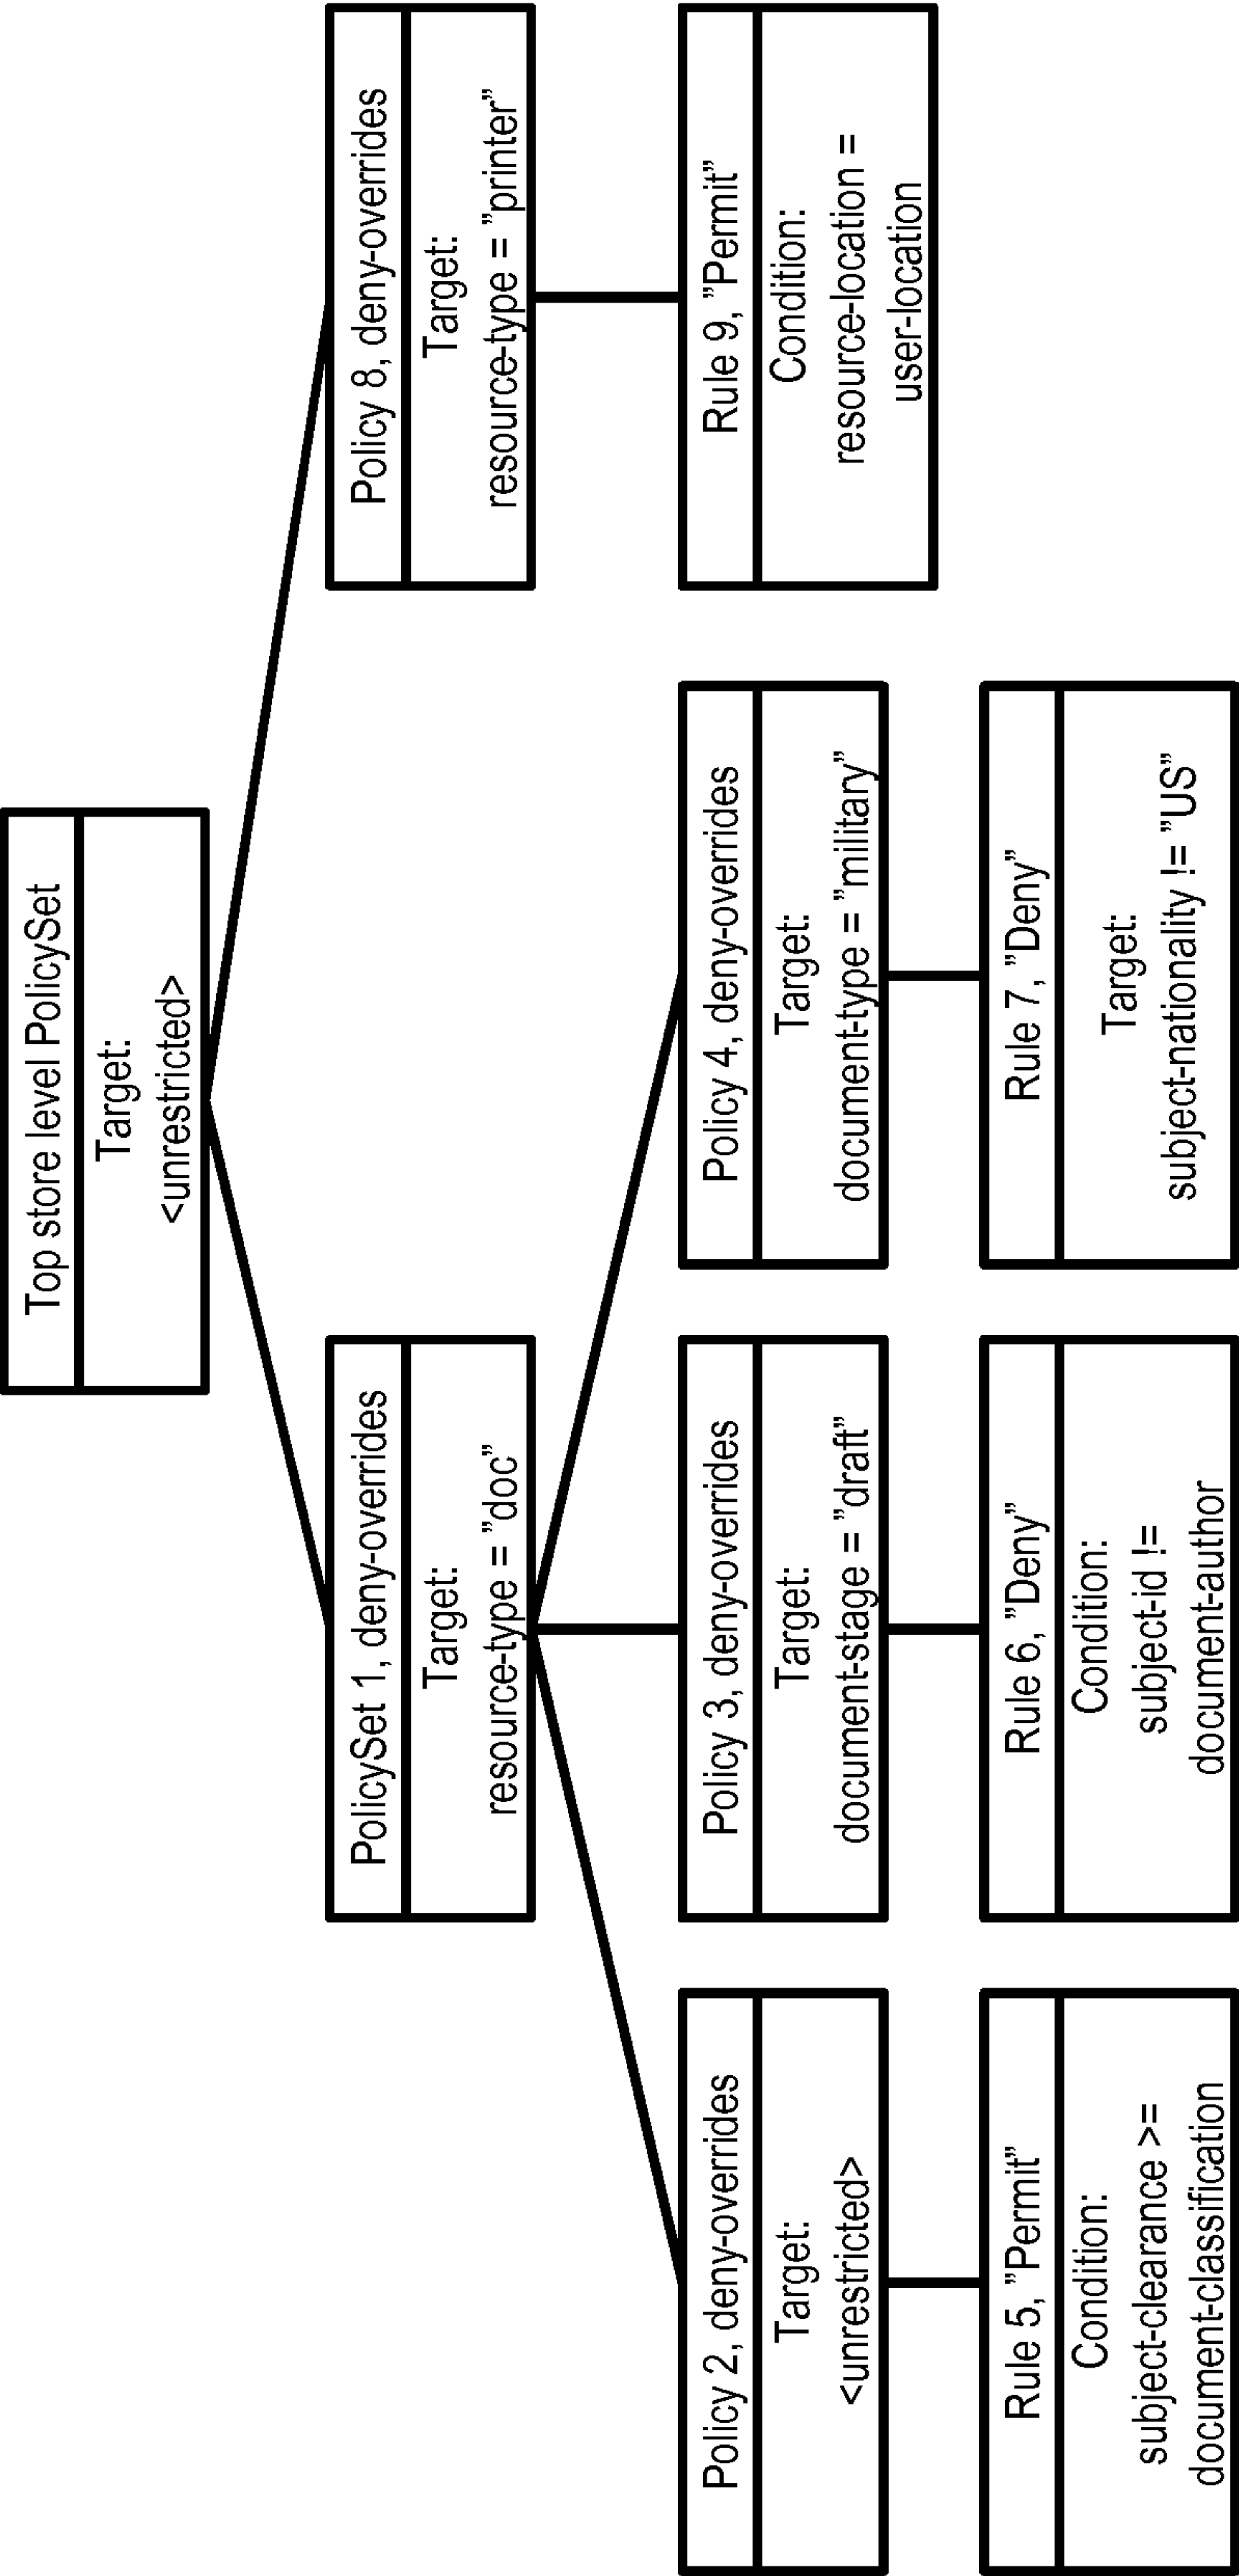 Top store level PolicySet
Target:
<unrestricted>
PolicySet 1, deny-overrides
Target:
resource-type = ”doc”
Policy 8, deny-overrides
Target:
resource-type = ”printer”
Policy 2, deny-overrides
Target:
<unrestricted>
Policy 3, deny-overrides
Target:
document-stage = ”draft”
Policy 4, deny-overrides
Target:
document-type = ”military”
Rule 9, ”Permit”
Condition:
resource-location =
user-location
Rule 5, ”Permit”
Condition:
subject-clearance >=
document-classification
Rule 6, ”Deny”
Condition:
subject-id !=
document-author
Rule 7, ”Deny”
Target:
subject-nationality != ”US”